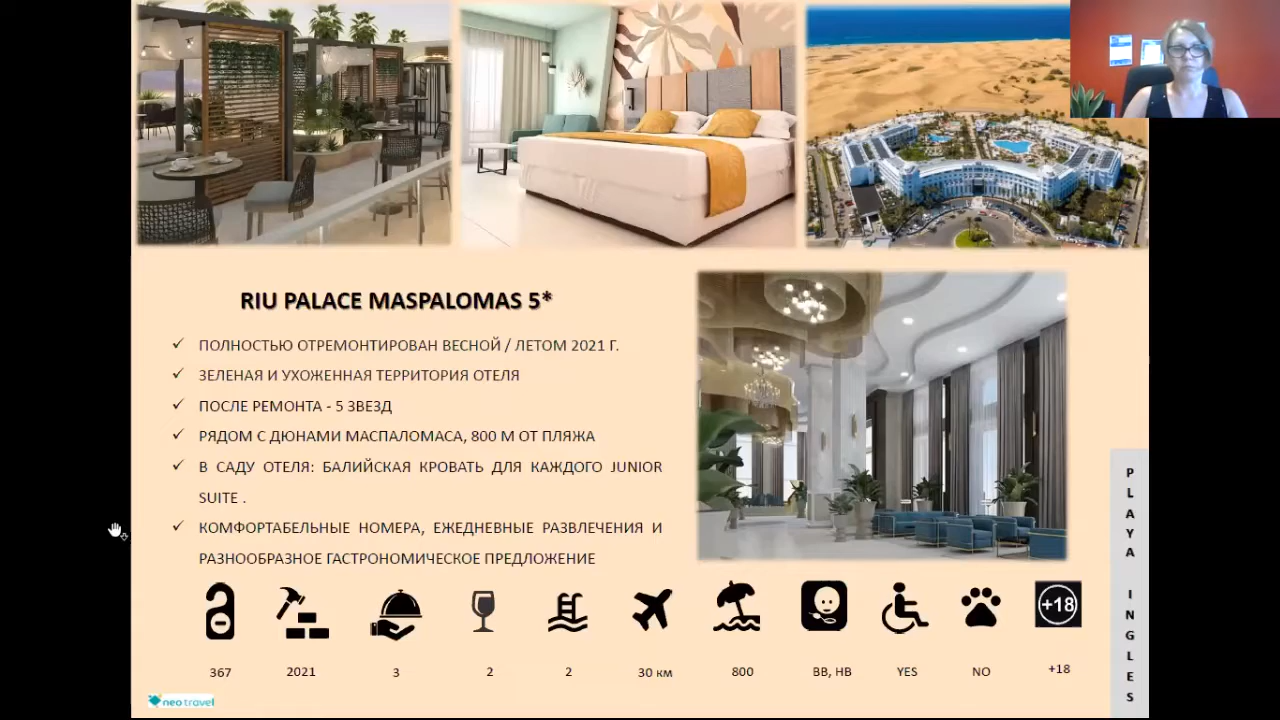 RIU PALACE MASPALOMAS 5*
ПОЛНОСТЬЮ ОТРЕМОНТИРОВАН ВЕСНОЙ / ЛЕТОМ 2021 Г.
ЗЕЛЕНАЯ И УХОЖЕННАЯ ТЕРРИТОРИЯ ОТЕЛЯ
ПОСЛЕ РЕМОНТА - 5 ЗВЕЗД
РЯДОМ С ДЮНАМИ МАСПАЛОМАСА, 800 М ОТ ПЛЯЖА
В САДУ ОТЕЛЯ: БАЛИЙСКАЯ КРОВАТЬ ДЛЯ КАЖДОГО JUNIOR
SUITE .
КОМФОРТАБЕЛЬНЫЕ НОМЕРА, ЕЖЕДНЕВНЫЕ РАЗВЛЕЧЕНИЯ И
РАЗНООБРАЗНОЕ ГАСТРОНОМИЧЕСКОЕ ПРЕДЛОЖЕНИЕ
+18
367 2021 3 2 2 30 КМ 800 BB, HB YES NO +18
PLAYA INGLES
neo travel